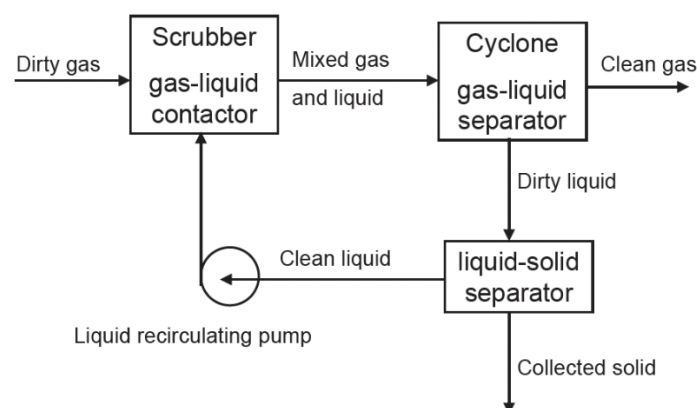 Scrubber
gas-liquid
contactor
Dirty gas
Mixed gas
and liquid
Cyclone
gas-liquid
separator
Clean gas
Dirty liquid
liquid-solid
separator
Clean liquid
Liquid recirculating pump
Collected solid